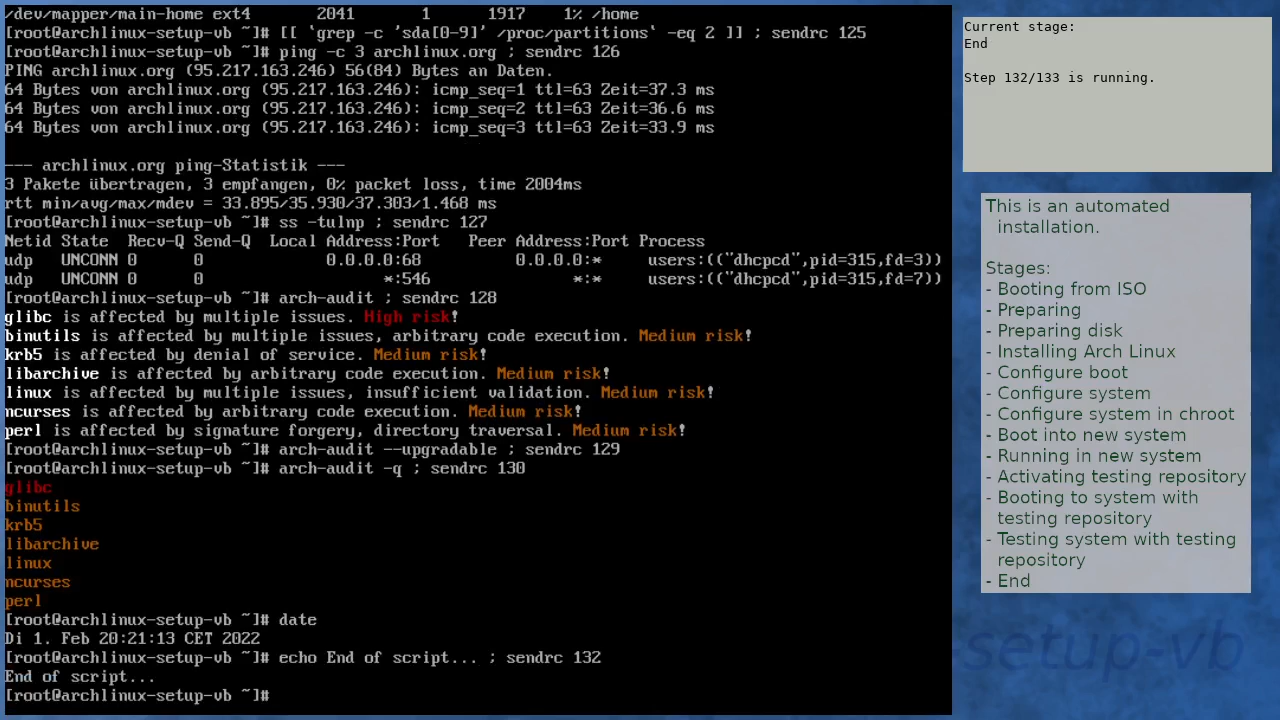 /dev/mapper/main-home ext4       2041       1      1917    1% /home
[root@archlinux-setup-vb ~]# [[ `grep -c 'sda[0-9]' /proc/partitions` -eq 2 ]] ; sendrc 125
[root@archlinux-setup-vb ~]# ping -c 3 archlinux.org ; sendrc 126
PING archlinux.org (95.217.163.246) 56(84) Bytes an Daten.
64 Bytes von archlinux.org (95.217.163.246): icmp_seq=1 ttl=63 Zeit=37.3 ms
64 Bytes von archlinux.org (95.217.163.246): icmp_seq=2 ttl=63 Zeit=36.6 ms
64 Bytes von archlinux.org (95.217.163.246): icmp_seq=3 ttl=63 Zeit=33.9 ms
--- archlinux.org ping-Statistik ---
3 Pakete übertragen, 3 empfangen, 0% packet loss, time 2004ms
rtt min/avg/max/mdev = 33.895/35.930/37.303/1.468 ms
[root@archlinux-setup-vb ~]# ss -tulnp ; sendrc 127
Netid State  Recv-Q Send-Q  Local Address:Port   Peer Address:Port Process
udp   UNCONN 0      0             0.0.0.0:68          0.0.0.0:*     users:(("dhcpcd",pid=315,fd=3))
udp   UNCONN 0      0                   *:546               *:*     users:(("dhcpcd",pid=315,fd=7))
[root@archlinux-setup-vb ~]# arch-audit ; sendrc 128
glibc is affected by multiple issues. High risk!
binutils is affected by multiple issues, arbitrary code execution. Medium risk!
krb5 is affected by denial of service. Medium risk!
libarchive is affected by arbitrary code execution. Medium risk!
linux is affected by multiple issues, insufficient validation. Medium risk!
ncurses is affected by arbitrary code execution. Medium risk!
perl is affected by signature forgery, directory traversal. Medium risk!
[root@archlinux-setup-vb ~]# arch-audit --upgradable ; sendrc 129
[root@archlinux-setup-vb ~]# arch-audit -q ; sendrc 130
glibc
binutils
krb5
libarchive
linux
ncurses
perl
[root@archlinux-setup-vb ~]# date
Di 1. Feb 20:21:13 CET 2022
[root@archlinux-setup-vb ~]# echo End of script... ; sendrc 132
End of script...
[root@archlinux-setup-vb ~]#
Current stage:
End
Step 132/133 is running.
This is an automated
installation.
Stages:
- Booting from ISO
- Preparing
- Preparing disk
- Installing Arch Linux
- Configure boot
- Configure system
- Configure system in chroot
- Boot into new system
- Running in new system
- Activating testing repository
- Booting to system with
testing repository
- Testing system with testing
repository
- End
-setup-vb